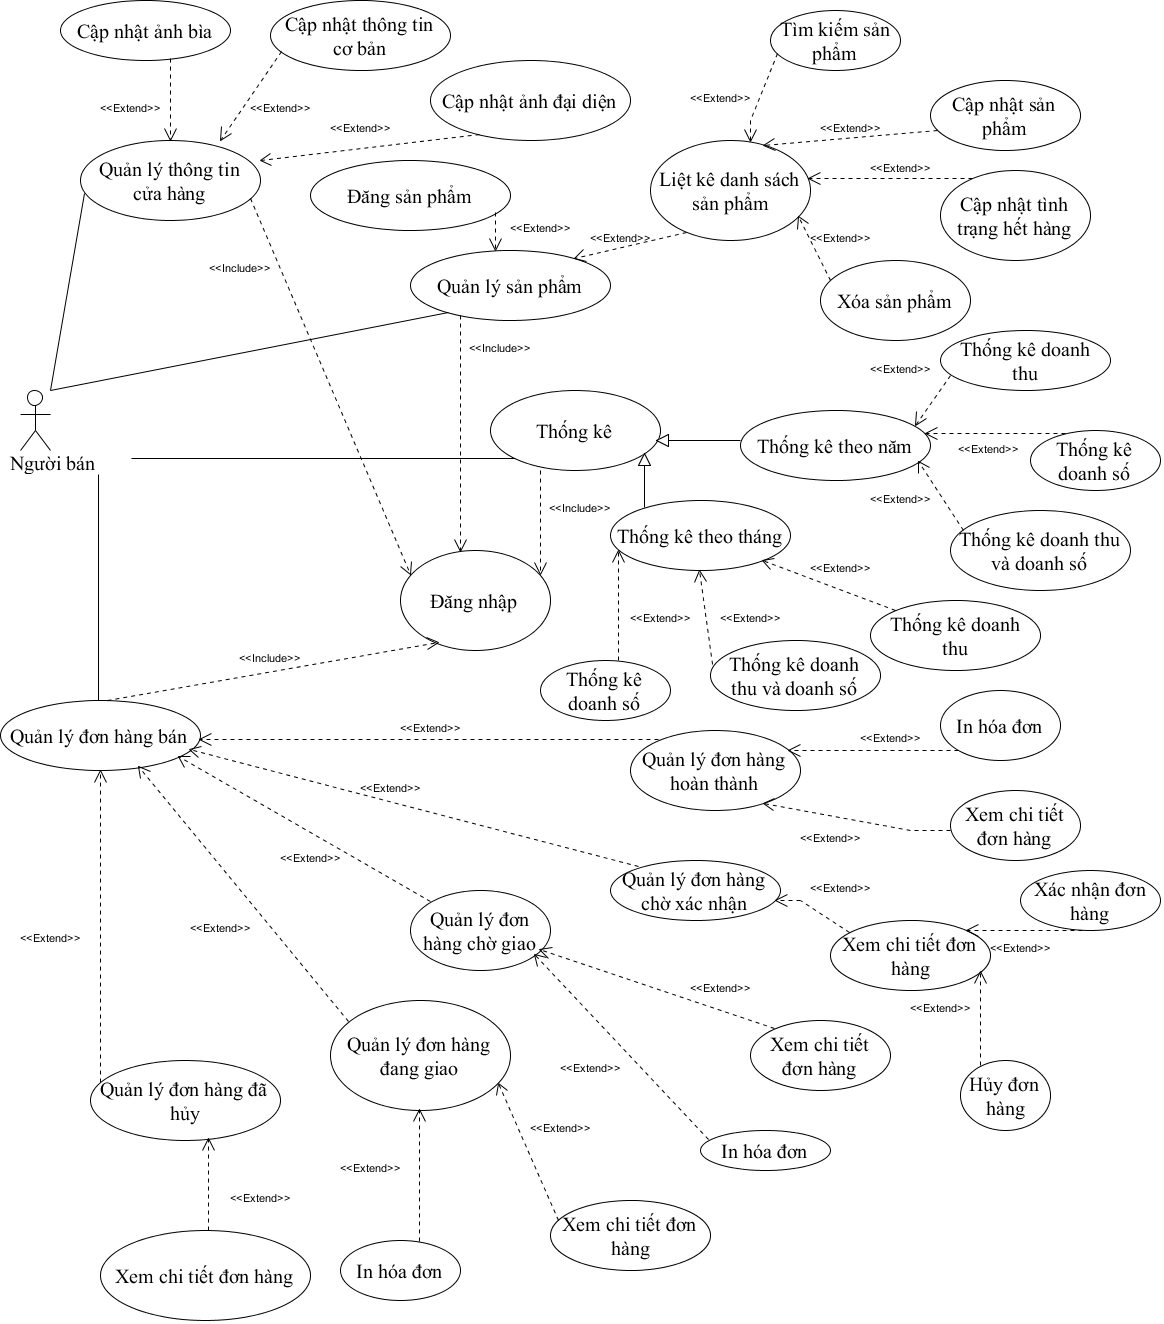 Cập nhật ảnh bìa
Cập nhật thông tin
cơ bản
Tìm kiếm sản
phẩm
<<Extend>>
<<Extend>>
Cập nhật ảnh đại diện
<<Extend>>
<<Extend>>
Cập nhật sản
phẩm
<<Extend>>
Quản lý thông tin
cửa hàng
Đăng sản phẩm
Liệt kê danh sách
sản phẩm
<<Extend>>
Cập nhật tình
trạng hết hàng
<<Extend>>
<<Extend>>
<<Extend>>
<<Include>>
Quản lý sản phẩm
Xóa sản phẩm
<<Include>>
Thống kê doanh
thu
<<Extend>>
Người bán
Thống kê
Thống kê theo năm
<<Extend>>
Thống kê
doanh số
<<Extend>>
<<Include>>
Thống kê theo tháng
Thống kê doanh thu
và doanh số
<<Extend>>
Đăng nhập
<<Extend>>
<<Extend>>
Thống kê doanh
thu
<<Include>>
Thống kê
doanh số
Thống kê doanh
thu và doanh số
Quản lý đơn hàng bán
<<Extend>>
Quản lý đơn hàng
hoàn thành
<<Extend>>
In hóa đơn
<<Extend>>
<<Extend>>
Xem chi tiết
đơn hàng
<<Extend>>
Quản lý đơn hàng
chờ xác nhận
<<Extend>>
Xác nhận đơn
hàng
<<Extend>>
<<Extend>>
Quản lý đơn
hàng chờ giao
Xem chi tiết đơn
hàng
<<Extend>>
<<Extend>>
<<Extend>>
Quản lý đơn hàng
đang giao
Xem chi tiết
đơn hàng
<<Extend>>
Quản lý đơn hàng đã
hủy
Hủy đơn
hàng
<<Extend>>
In hóa đơn
<<Extend>>
<<Extend>>
Xem chi tiết đơn
hàng
Xem chi tiết đơn hàng
In hóa đơn